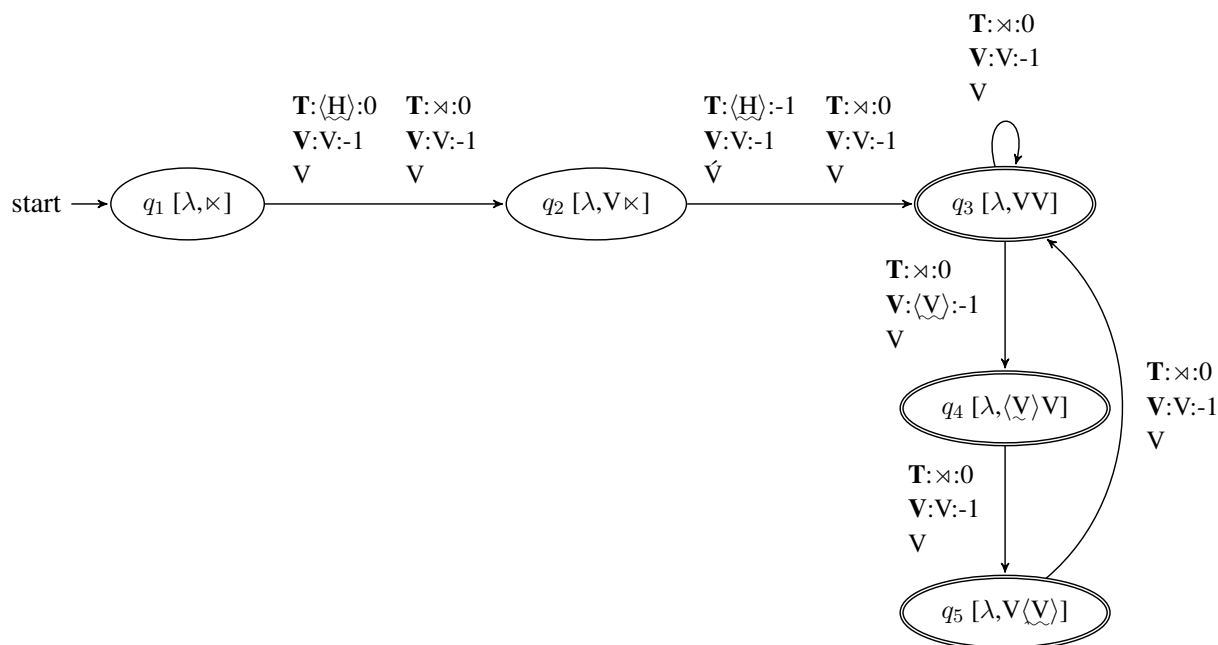 T:⋊:0
V:V:-1
V
T:⟨H⟩:0 T:⋊:0
V:V:-1 V:V:-1
V V
T:⟨H⟩:-1 T:⋊:0
V:V:-1 V:V:-1
V́ V
start q1 [λ,⋉] q2 [λ,V⋉] q3 [λ,VV]
T:⋊:0
V:⟨V⟩:-1
V
T:⋊:0
V:V:-1
V
q4 [λ,⟨V⟩V]
T:⋊:0
V:V:-1
V
q5 [λ,V⟨V⟩]